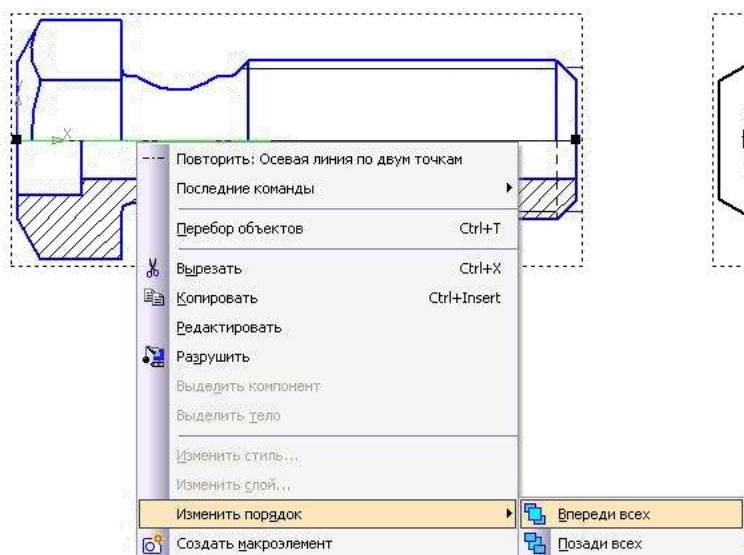 X
Повторить: Осевая линия по двум точкам
Последние команды
Перебор объектов Ctrl+T
Вырезать Ctrl+X
Копировать Ctrl+Insert
Редактировать
Разрушить
Выделить компонент
Выделить тело
Изменить стиль...
Изменить слой...
Изменить порядок
Впереди всех
Создать макроэлемент
Позади всех